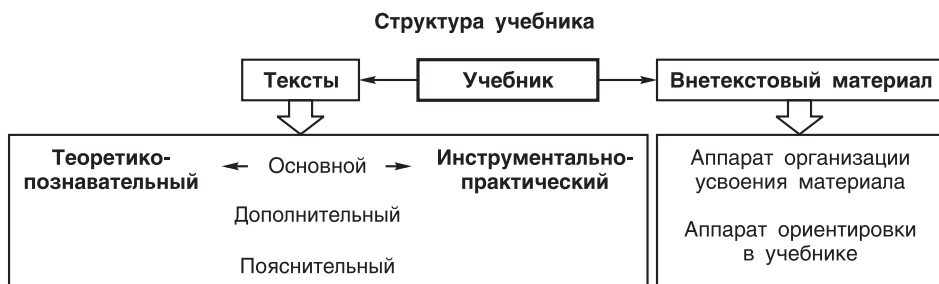 Структура учебника
Тексты
Учебник
Внетекстовый материал
Теоретико-
познавательный
Основной
Инструментально-
практический
Дополнительный
Пояснительный
Аппарат организации
усвоения материала
Аппарат ориентировки
в учебнике